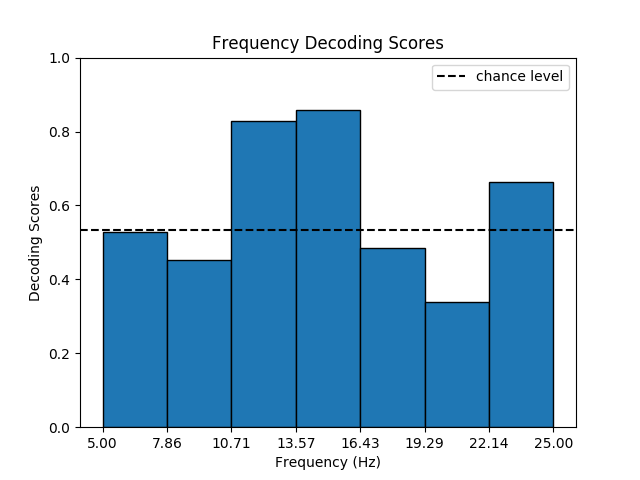 Frequency Decoding Scores
chance level
1.0
0.8
0.6
0.4
0.2
0.0
Decoding Scores
5.00 7.86 10.71 13.57 16.43 19.29 22.14 25.00
Frequency (Hz)